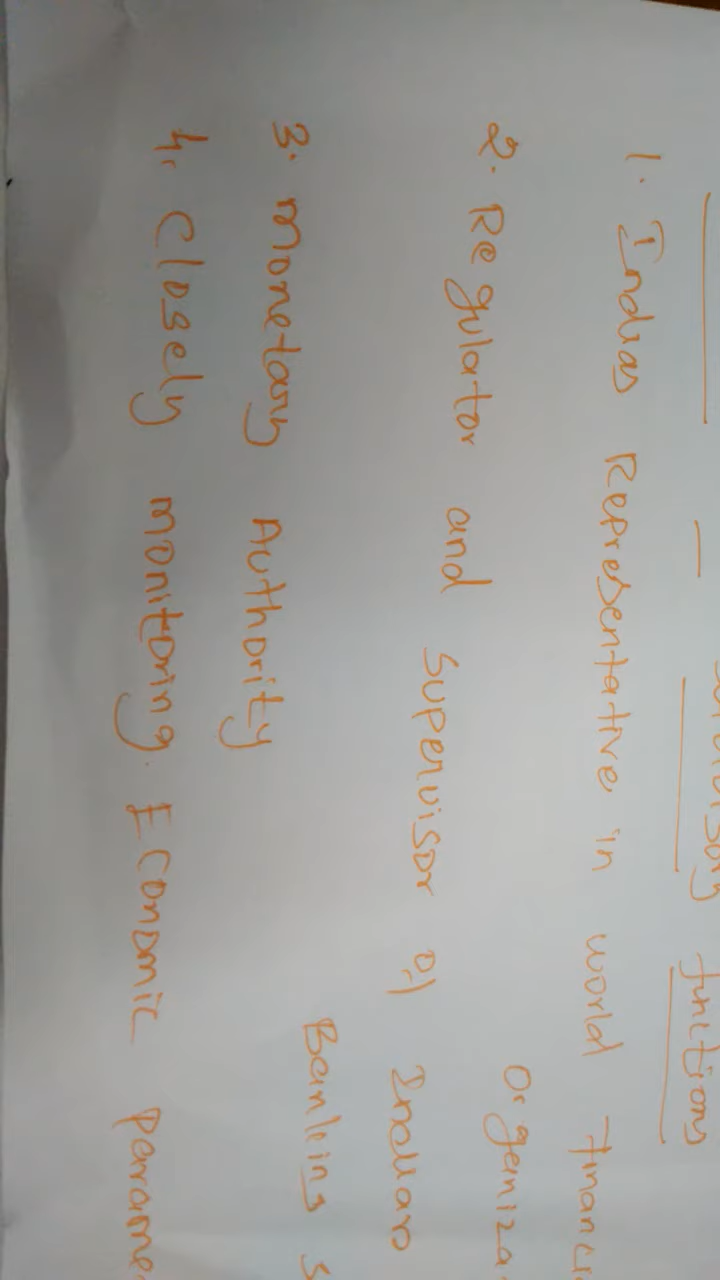 functions
1. Indias Representative in world Financi
Organiza
2. Regulator and Supervisor of Indian
Banking S
3. Monetary Authority
4. Closely monitoring. Economic parame